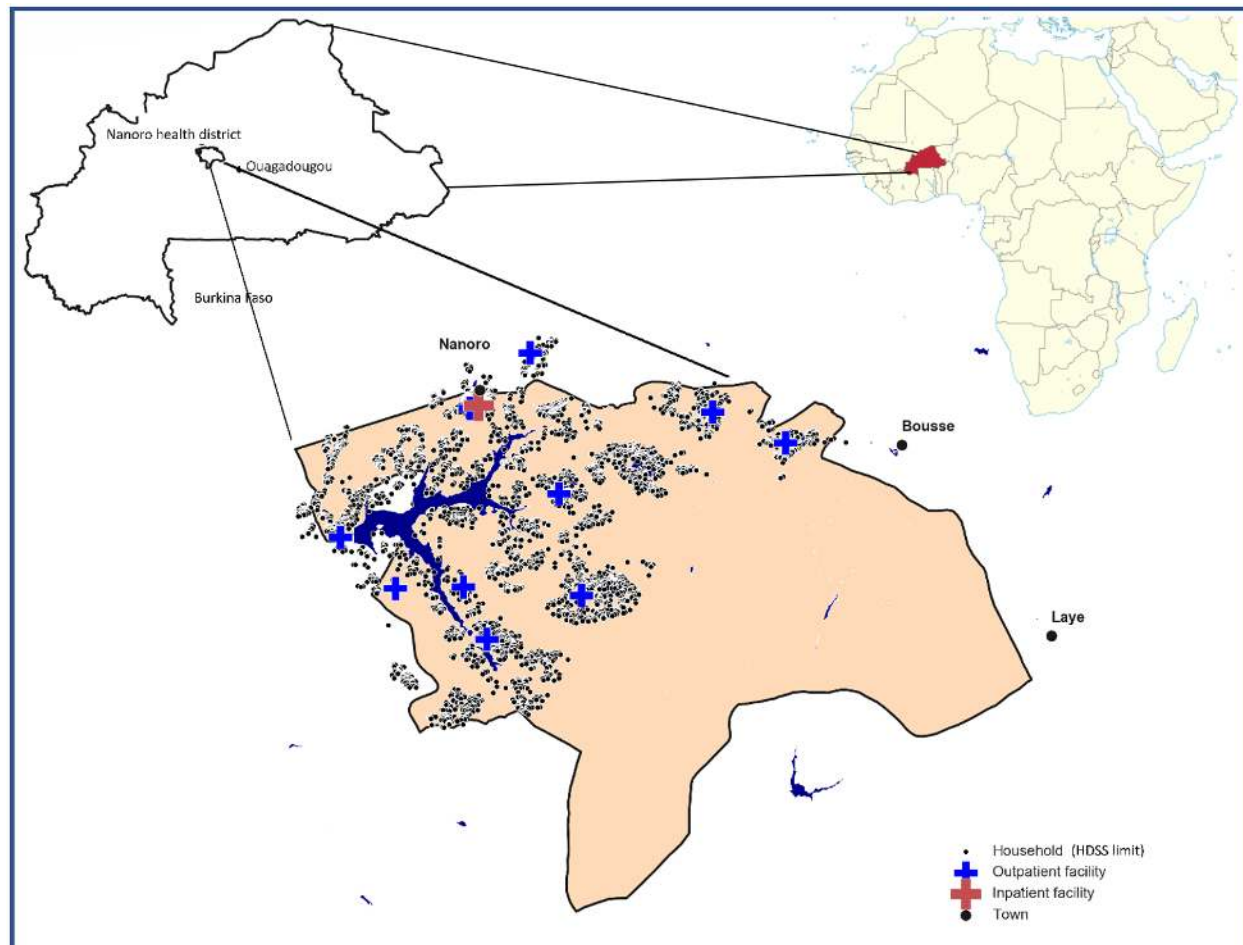 Nanoro health district
Ouagadougou
Burkina Faso
Nanoro
Bousse
Laye
Household (HDSS limit)
Outpatient facility
Inpatient facility
Town